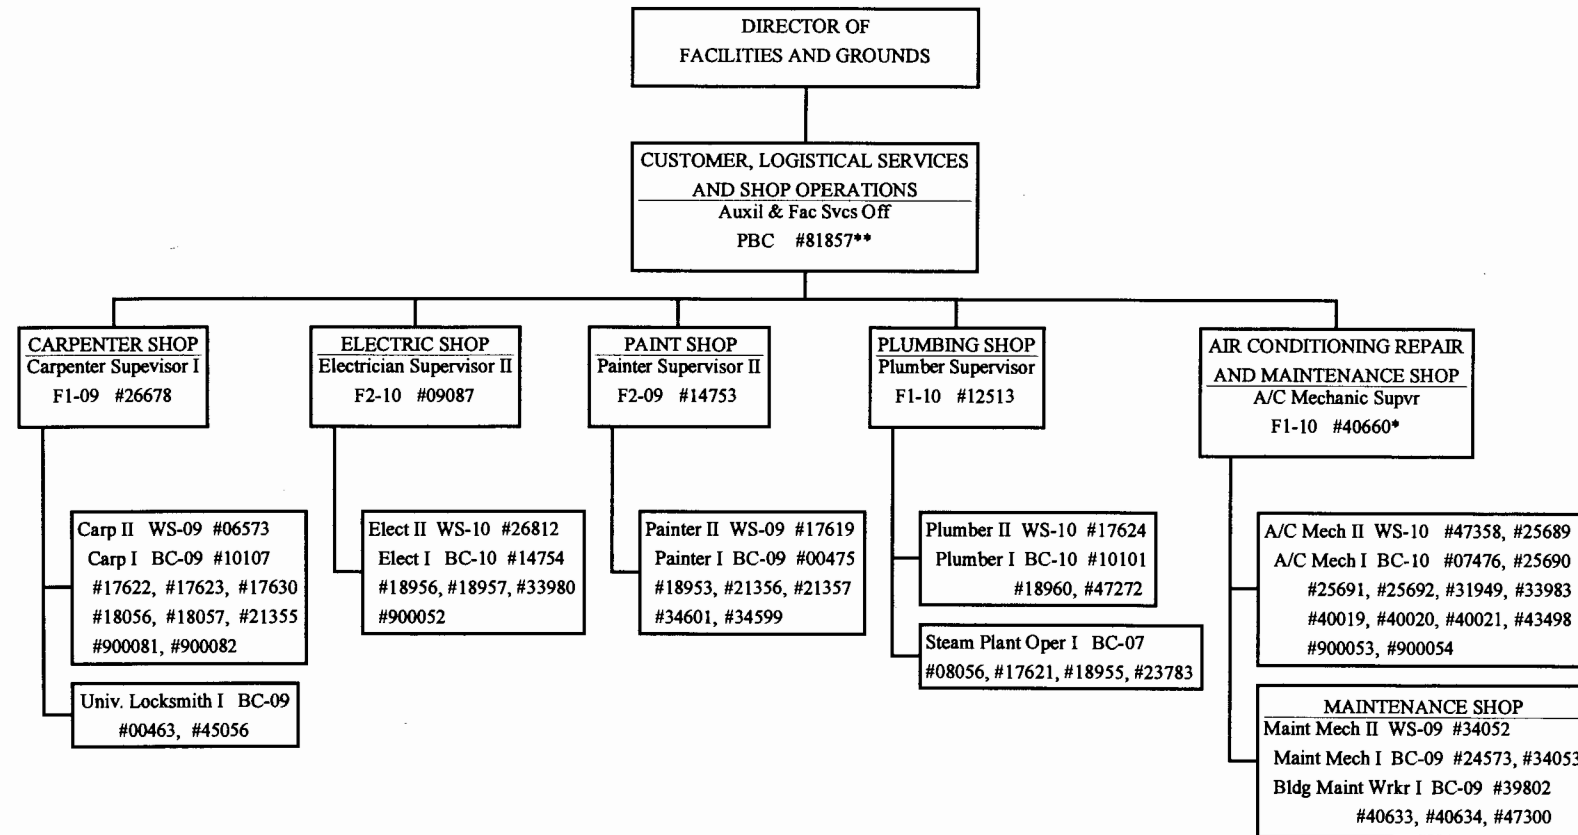 DIRECTOR OF
FACILITIES AND GROUNDS
CUSTOMER, LOGISTICAL SERVICES
AND SHOP OPERATIONS
Auxil & Fac Svcs Off
PBC #81857**
CARPENTER SHOP
Carpenter Supevisor I
F1-09 #26678
ELECTRIC SHOP
Electrician Supervisor II
F2-10 #09087
PAINT SHOP
Painter Supervisor II
F2-09 #14753
PLUMBING SHOP
Plumber Supervisor
F1-10 #12513
AIR CONDITIONING REPAIR
AND MAINTENANCE SHOP
A/C Mechanic Supvr
F1-10 #40660*
Carp II WS-09 #06573
Carp I BC-09 #10107
#17622, #17623, #17630
#18056, #18057, #21355
#900081, #900082
Univ. Locksmith I BC-09
#00463, #45056
Elect II WS-10 #26812
Elect I BC-10 #14754
#18956, #18957, #33980
#900052
Painter II WS-09 #17619
Painter I BC-09 #00475
#18953, #21356, #21357
#34601, #34599
Plumber II WS-10 #17624
Plumber I BC-10 #10101
#18960, #47272
Steam Plant Oper I BC-07
#08056, #17621, #18955, #23783
A/C Mech II WS-10 #47358, #25689
A/C Mech I BC-10 #07476, #25690
#25691, #25692, #31949, #33983
#40019, #40020, #40021, #43498
#900053, #900054
MAINTENANCE SHOP
Maint Mech II WS-09 #34052
Maint Mech I BC-09 #24573, #34053
Bldg Maint Wrkr I BC-09 #39802
#40633, #40634, #47300